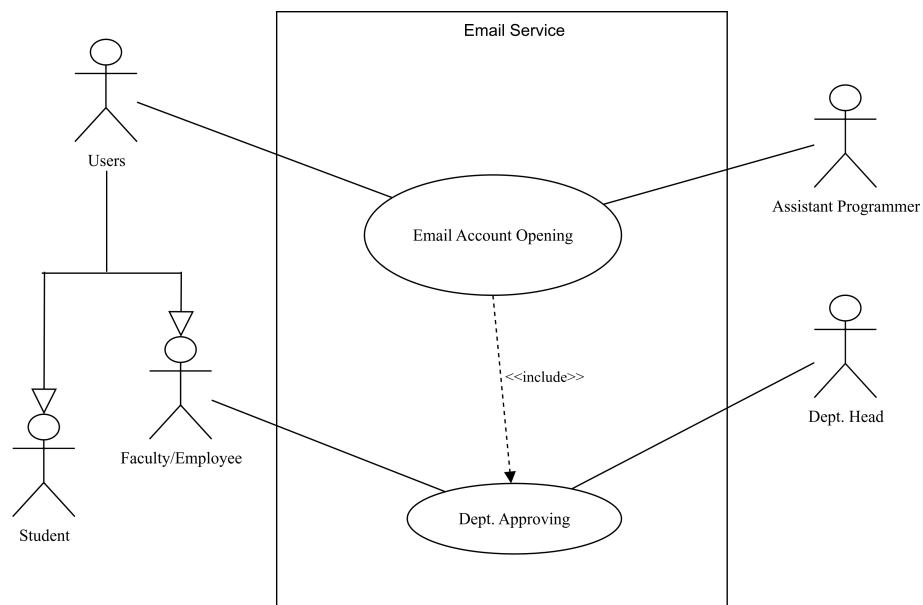 Email Service
Users
Assistant Programmer
Email Account Opening
<<include>>
Dept. Head
Faculty/Employee
Dept. Approving
Student